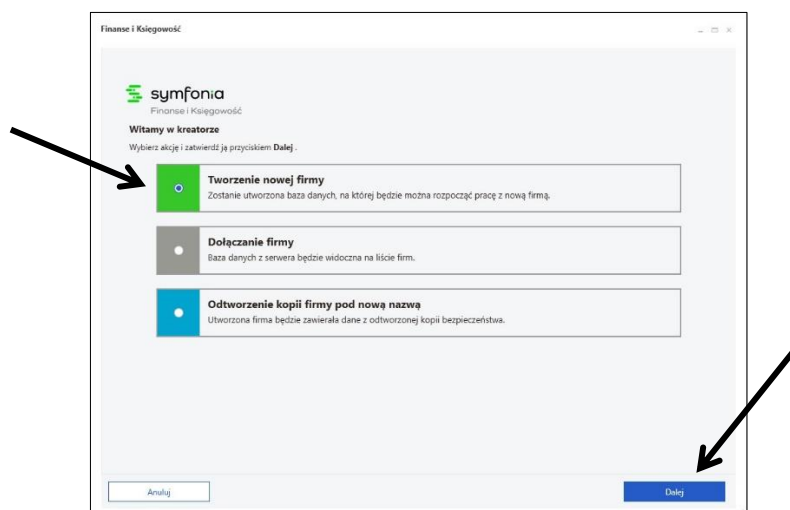 Finanse i Księgowość
symfonia
Finanse i Księgowość
Witamy w kreatorze
Wybierz akcję i zatwierdź ją przyciskiem Dalej .
Tworzenie nowej firmy
Zostanie utworzona baza danych, na której będzie można rozpocząć pracę z nową firmą.
Dołączanie firmy
Baza danych z serwera będzie widoczna na liście firm.
Odtworzenie kopii firmy pod nową nazwą
Utworzona firma będzie zawierała dane z odtworzonej kopii bezpieczeństwa.
Anuluj
Dalej